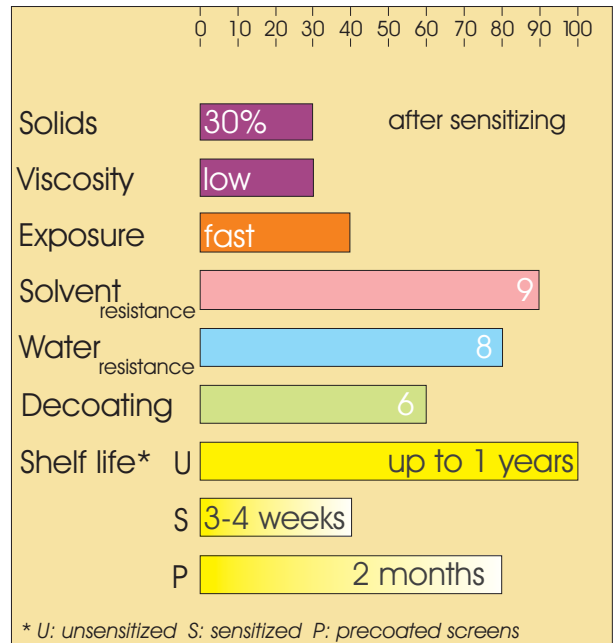 0 10 20 30 40 50 60 70 80 90 100
Solids 30% after sensitizing
Viscosity low
Exposure fast
Solvent resistance 9
Water resistance 8
Decoating 6
Shelf life* U up to 1 years
S 3-4 weeks
P 2 months
* U: unsensitized S: sensitized P: precoated screens